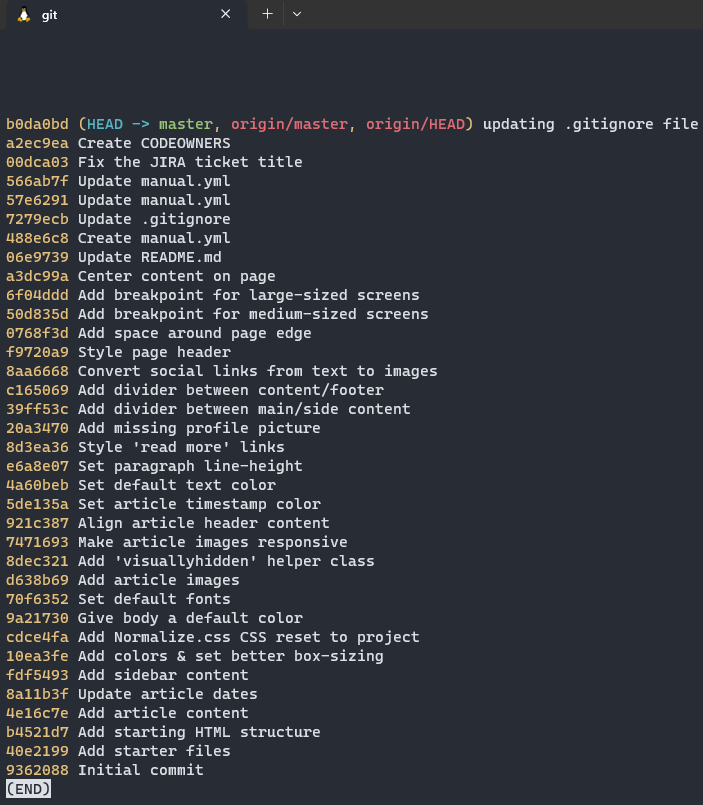 git
b0da0bd (HEAD -> master, origin/master, origin/HEAD) updating .gitignore file
a2ec9ea Create CODEOWNERS
00dca03 Fix the JIRA ticket title
566ab7f Update manual.yml
57e6291 Update manual.yml
7279ecb Update .gitignore
488e6c8 Create manual.yml
06e9739 Update README.md
a3dc99a Center content on page
6f04ddd Add breakpoint for large-sized screens
50d835d Add breakpoint for medium-sized screens
0768f3d Add space around page edge
f9720a9 Style page header
8aa6668 Convert social links from text to images
c165069 Add divider between content/footer
39ff53c Add divider between main/side content
20a3470 Add missing profile picture
8d3ea36 Style 'read more' links
e6a8e07 Set paragraph line-height
4a60beb Set default text color
5de135a Set article timestamp color
921c387 Align article header content
7471693 Make article images responsive
8dec321 Add 'visuallyhidden' helper class
d638b69 Add article images
70f6352 Set default fonts
9a21730 Give body a default color
cdce4fa Add Normalize.css CSS reset to project
10ea3fe Add colors & set better box-sizing
fdf5493 Add sidebar content
8a11b3f Update article dates
4e16c7e Add article content
b4521d7 Add starting HTML structure
40e2199 Add starter files
9362088 Initial commit
(END)